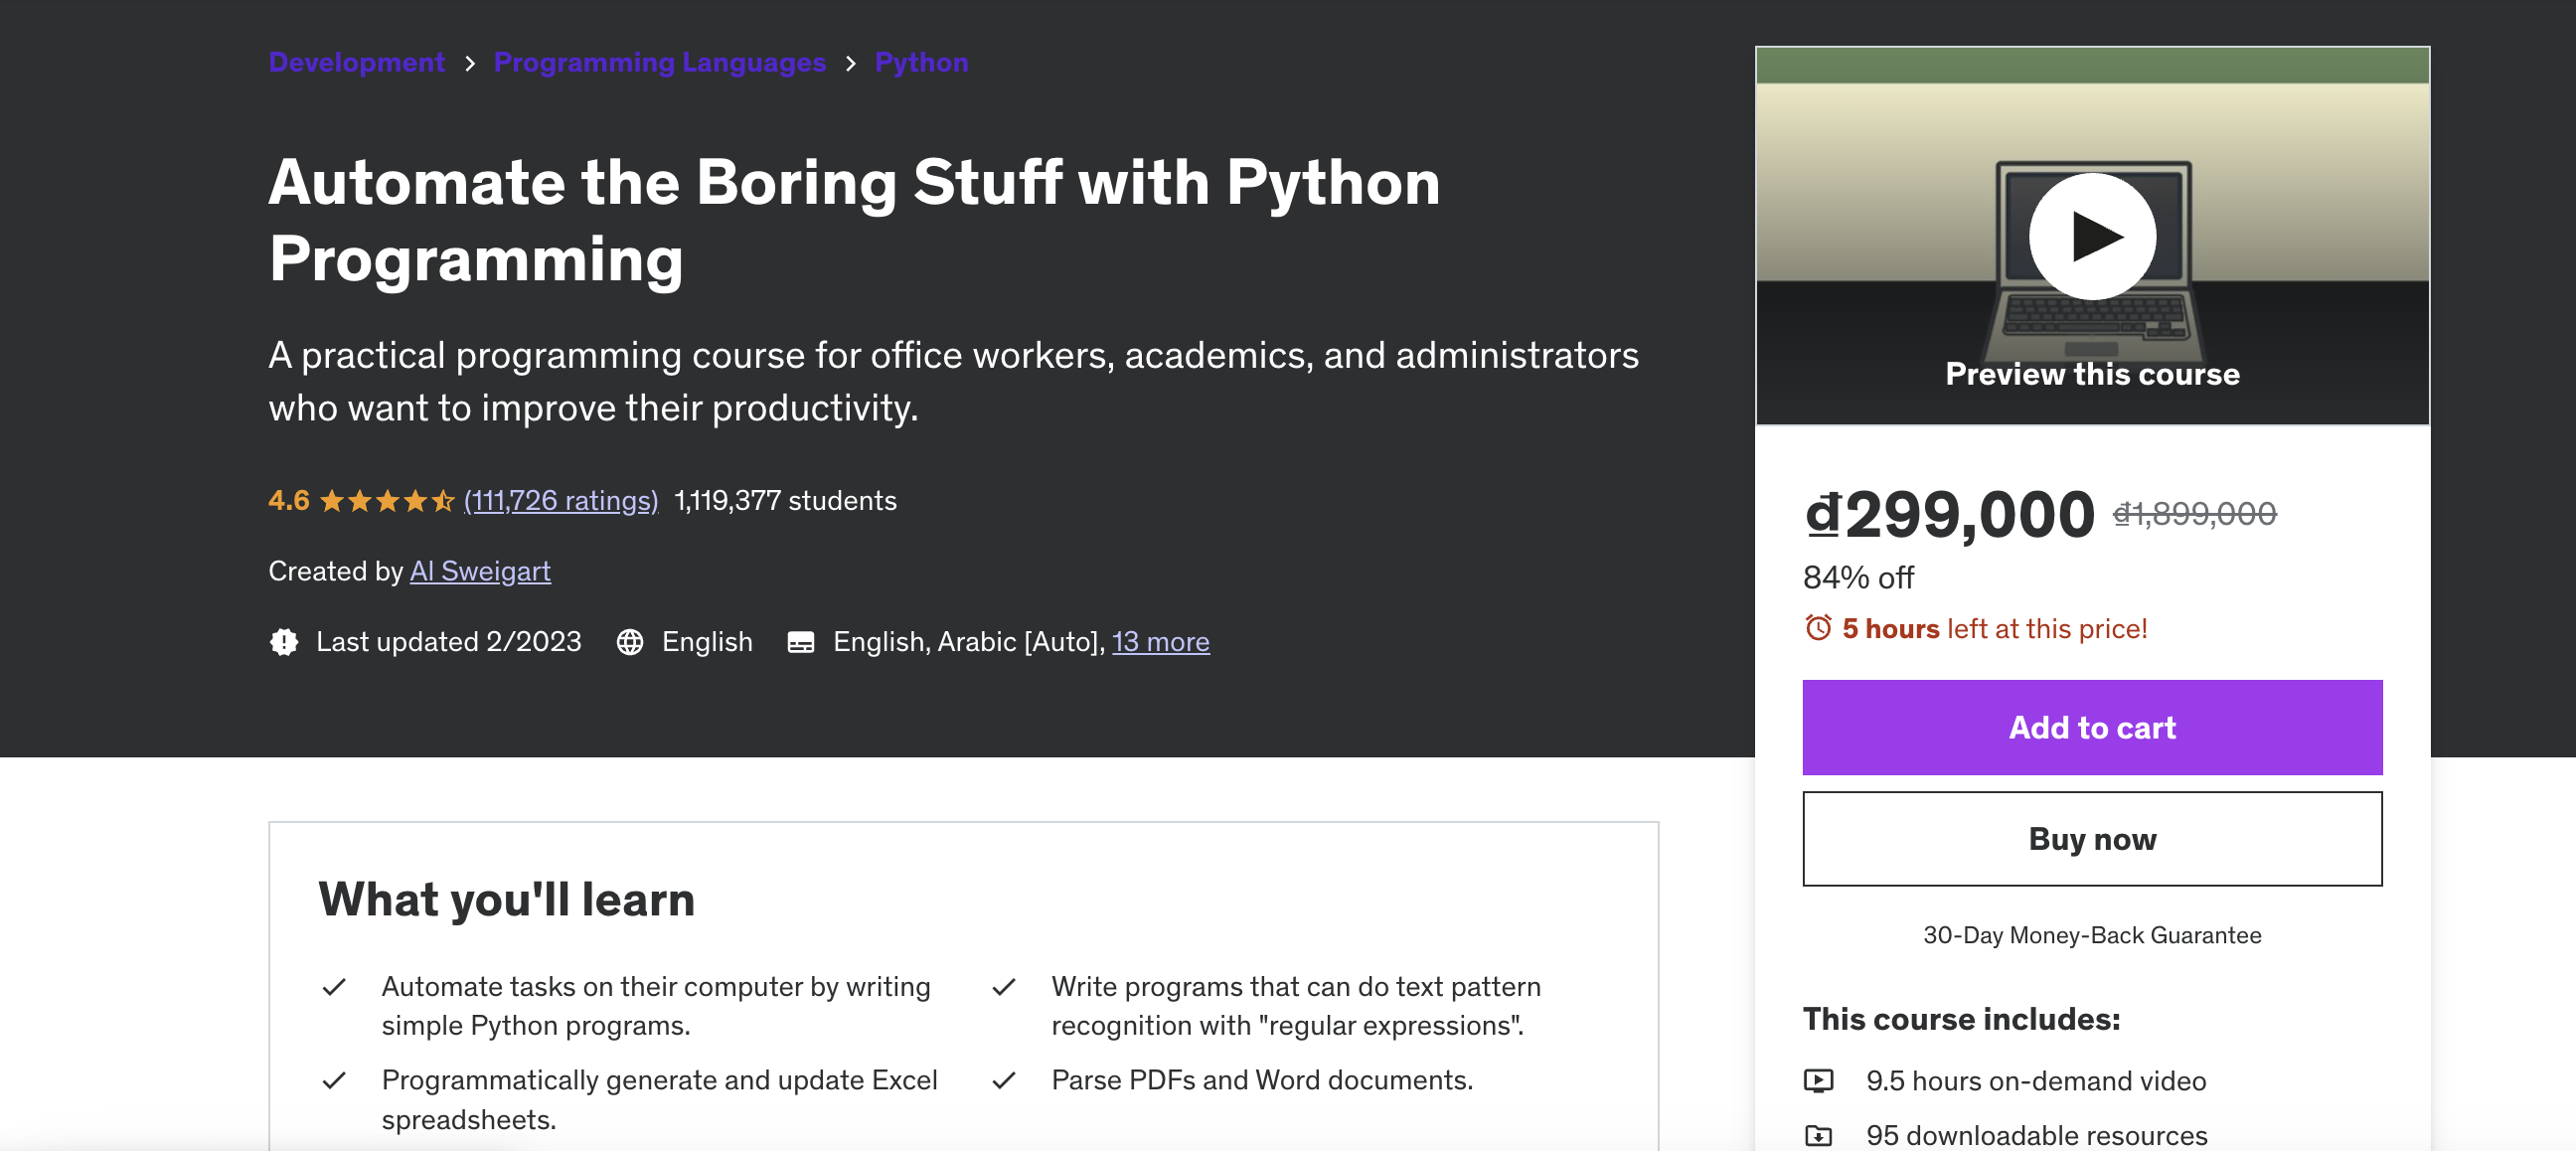 Development > Programming Languages > Python
Automate the Boring Stuff with Python
Programming
A practical programming course for office workers, academics, and administrators
who want to improve their productivity.
4.6 (111,726 ratings) 1,119,377 students
Created by Al Sweigart
Last updated 2/2023 English English, Arabic [Auto], 13 more
What you'll learn
Automate tasks on their computer by writing
simple Python programs.
Programmatically generate and update Excel
spreadsheets.
Write programs that can do text pattern
recognition with "regular expressions".
Parse PDFs and Word documents.
Preview this course
₫299,000 ₫1,899,000
84% off
5 hours left at this price!
Add to cart
Buy now
30-Day Money-Back Guarantee
This course includes:
9.5 hours on-demand video
95 downloadable resources